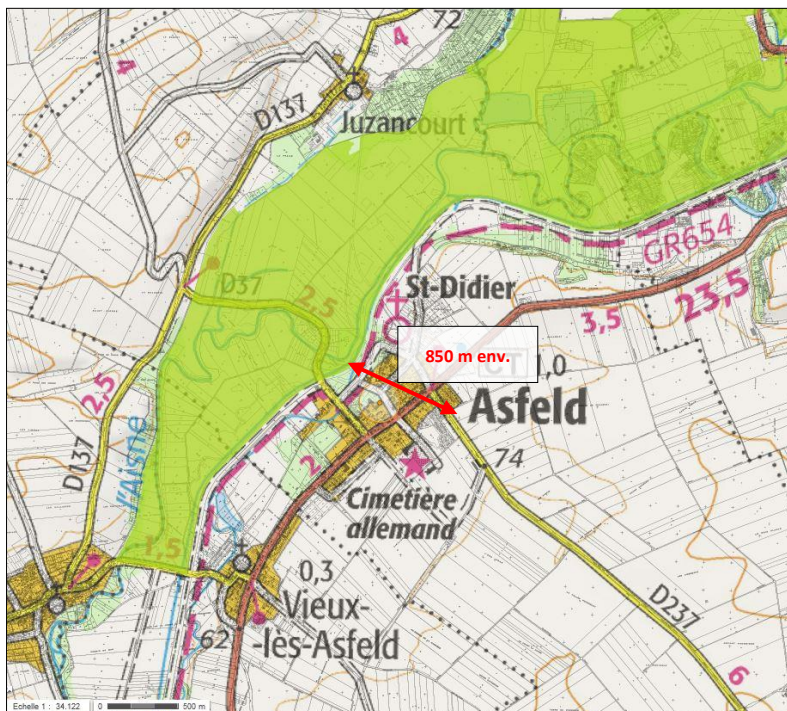 72
4
4
D137
Juzancourt
GR654
D37
2,5
St-Didier
23,5
3,5
850 m env.
CT
1,0
Asfeld
2,5
D137
l'Aisne
2
74
Cimetière
allemand
1,5
0,3
Vieux-
-lès-Asfeld
62
D237
6
Echelle 1 : 34.122
0
500 m